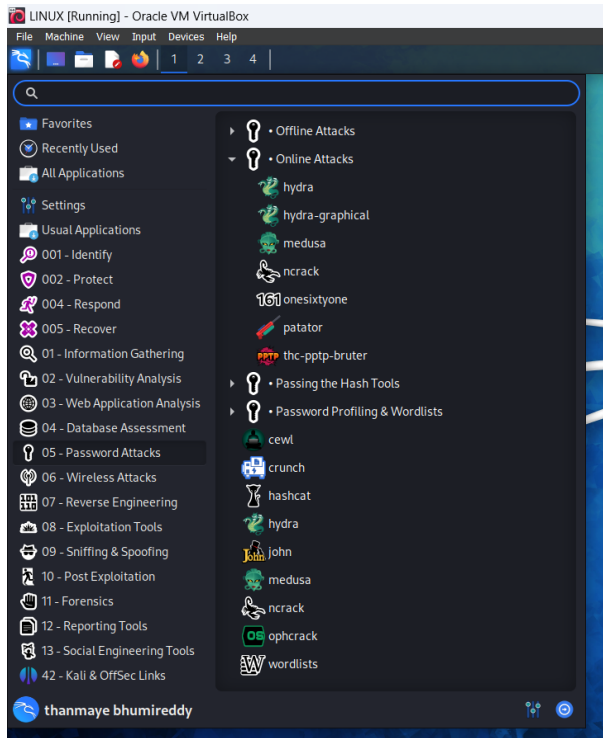 LINUX [Running] - Oracle VM VirtualBox
File Machine View Input Devices Help
1 2 3 4
Favorites
Recently Used
All Applications
Settings
Usual Applications
001 - Identify
002 - Protect
004 - Respond
005 - Recover
01 - Information Gathering
02 - Vulnerability Analysis
03 - Web Application Analysis
04 - Database Assessment
05 - Password Attacks
06 - Wireless Attacks
07 - Reverse Engineering
08 - Exploitation Tools
09 - Sniffing & Spoofing
10 - Post Exploitation
11 - Forensics
12 - Reporting Tools
13 - Social Engineering Tools
42 - Kali & OffSec Links
• Offline Attacks
• Online Attacks
hydra
hydra-graphical
medusa
ncrack
161 onesixtyone
patator
PPTP thc-pptp-bruter
• Passing the Hash Tools
• Password Profiling & Wordlists
cewl
crunch
hashcat
hydra
John john
medusa
ncrack
OS ophcrack
W wordlists
thanmaye bhumireddy